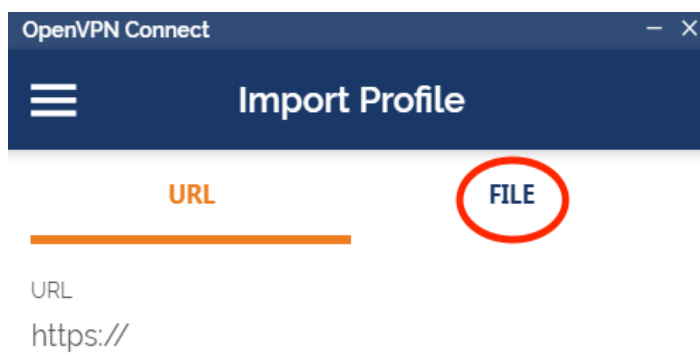 OpenVPN Connect
Import Profile
URL FILE
URL
https://